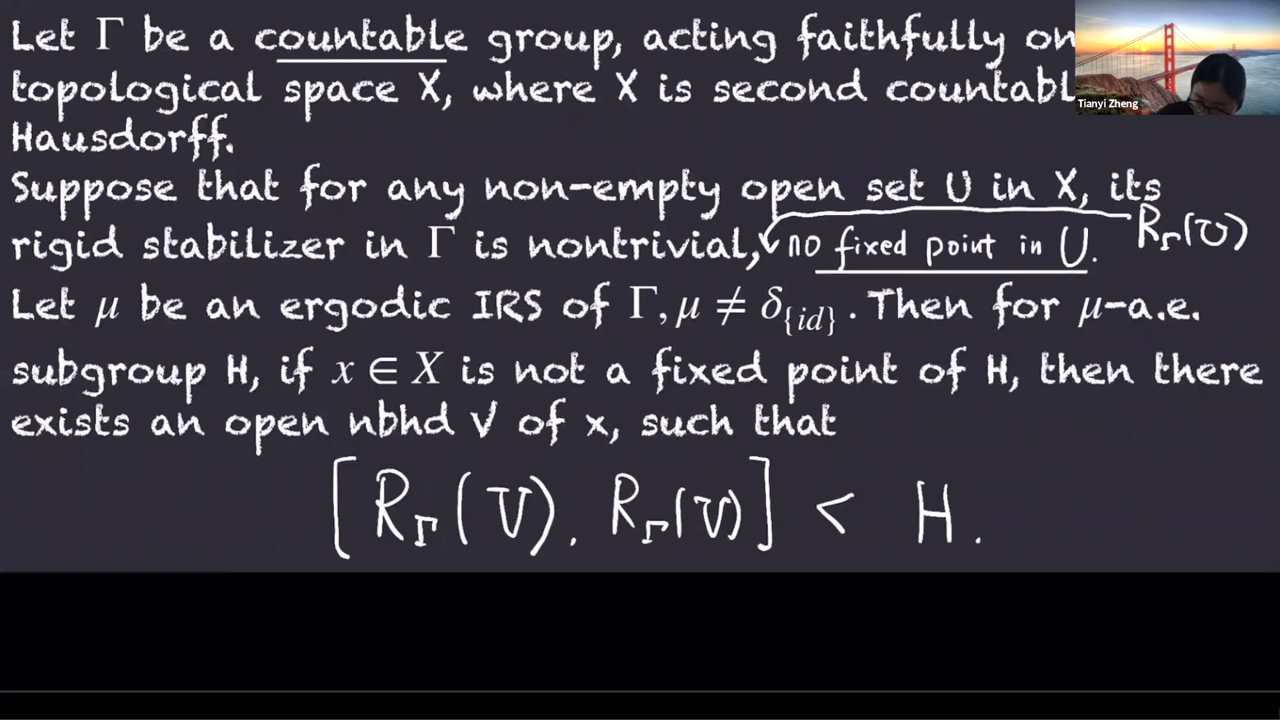 Let Γ be a countable group, acting faithfully on
topological space X, where X is second countabl
Tianyi Zheng
Hausdorff.
Suppose that for any non-empty open set U in X, its
rigid stabilizer in Γ is nontrivial, no fixed point in U. R_Γ(U)
Let μ be an ergodic IRS of Γ, μ ≠ δ_{id}. Then for μ-a.e.
subgroup H, if x ∈ X is not a fixed point of H, then there
exists an open nbhd V of x, such that
[R_Γ(V), R_Γ(V)] < H.